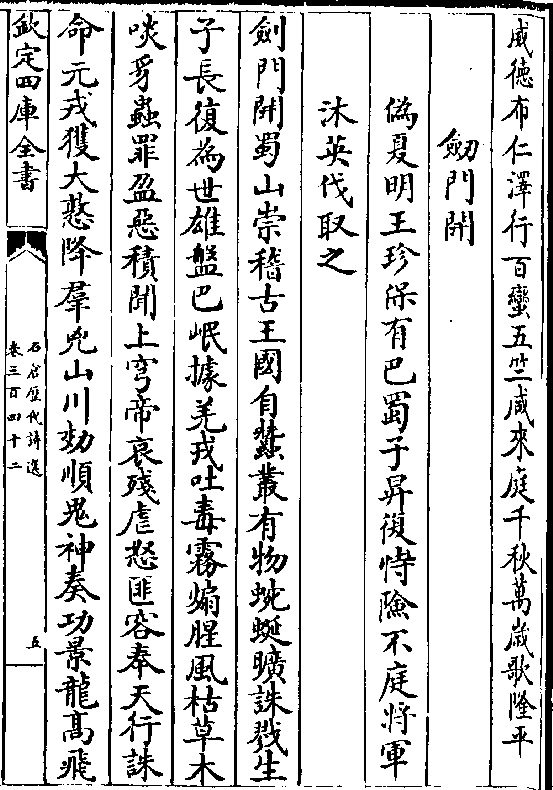 威德布仁澤行百蠻五竺咸來庭千秋萬歲歌隆平
劒門開
偽夏明王珍保有巴蜀子昇復恃險不庭將軍
沐英伐取之
劒門開蜀山崇稽古王國自蠶叢有物蜿蜒曠誅戮生
子長復為世雄盤巴岷據羌戎吐毒霧煽腥風枯草木
啖豸蟲罪盈惡積聞上穹帝哀殘虐怒匪容奉天行誅
命元戎獲大憝降羣兇山川効順鬼神奏功景龍髙飛
欽定四庫全書
石倉歴代詩選
卷三百四十二
五